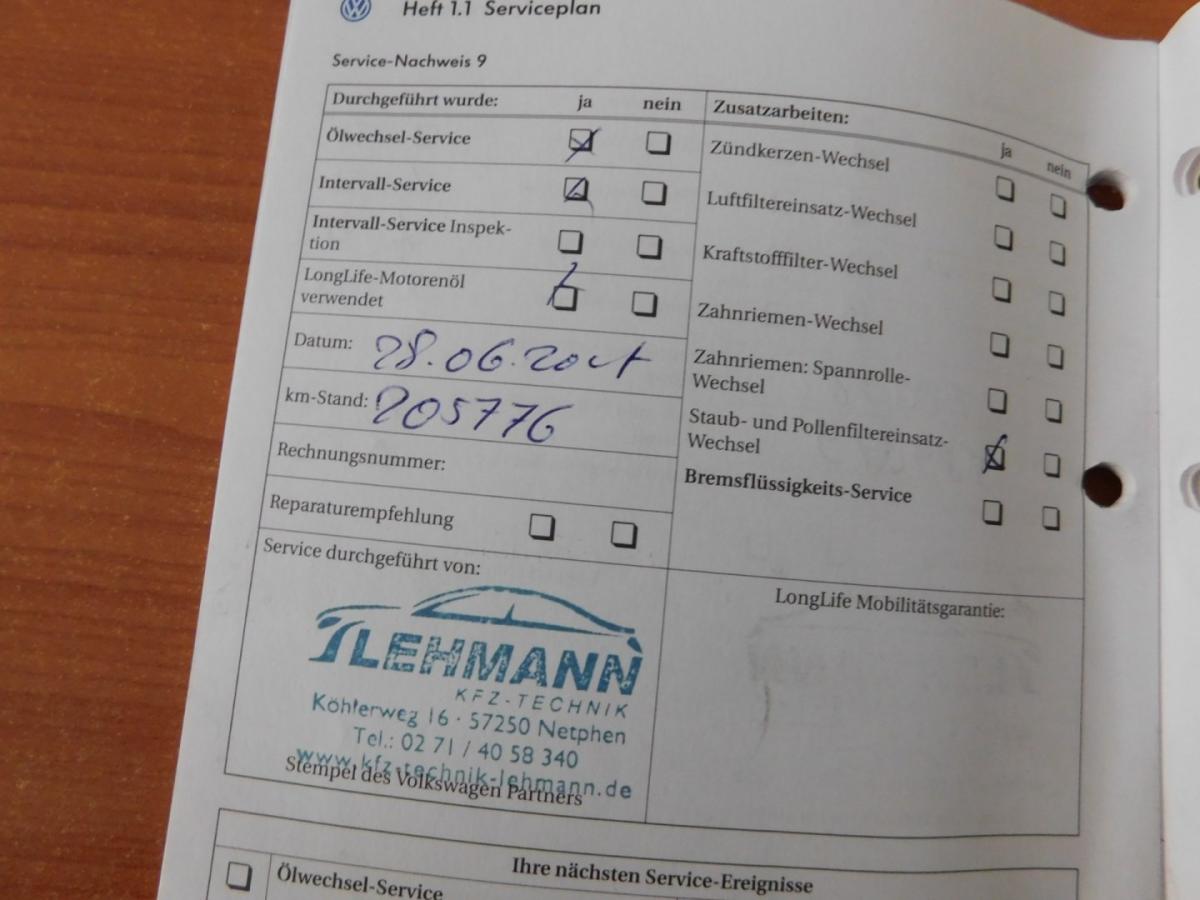 Heft 1.1 Serviceplan
Service-Nachweis 9
Durchgeführt wurde: ja nein
Ölwechsel-Service
Intervall-Service
Intervall-Service Inspek-
tion
LongLife-Motorenöl
verwendet
Datum: 28.06.20
km-Stand: 205776
Rechnungsnummer:
Reparaturempfehlung
Service durchgeführt von:
LEHMANN
KFZ-TECHNIK
Köhlerweg 16 · 57250 Netphen
Tel.: 02 71 / 40 58 340
www.kfz-technik-lehmann.de
Stempel des Volkswagen Partners
Zusatzarbeiten:
ja nein
Zündkerzen-Wechsel
Luftfiltereinsatz-Wechsel
Kraftstofffilter-Wechsel
Zahnriemen-Wechsel
Zahnriemen: Spannrolle-
Wechsel
Staub- und Pollenfiltereinsatz-
Wechsel
Bremsflüssigkeits-Service
LongLife Mobilitätsgarantie:
Ihre nächsten Service-Ereignisse
Ölwechsel-Service